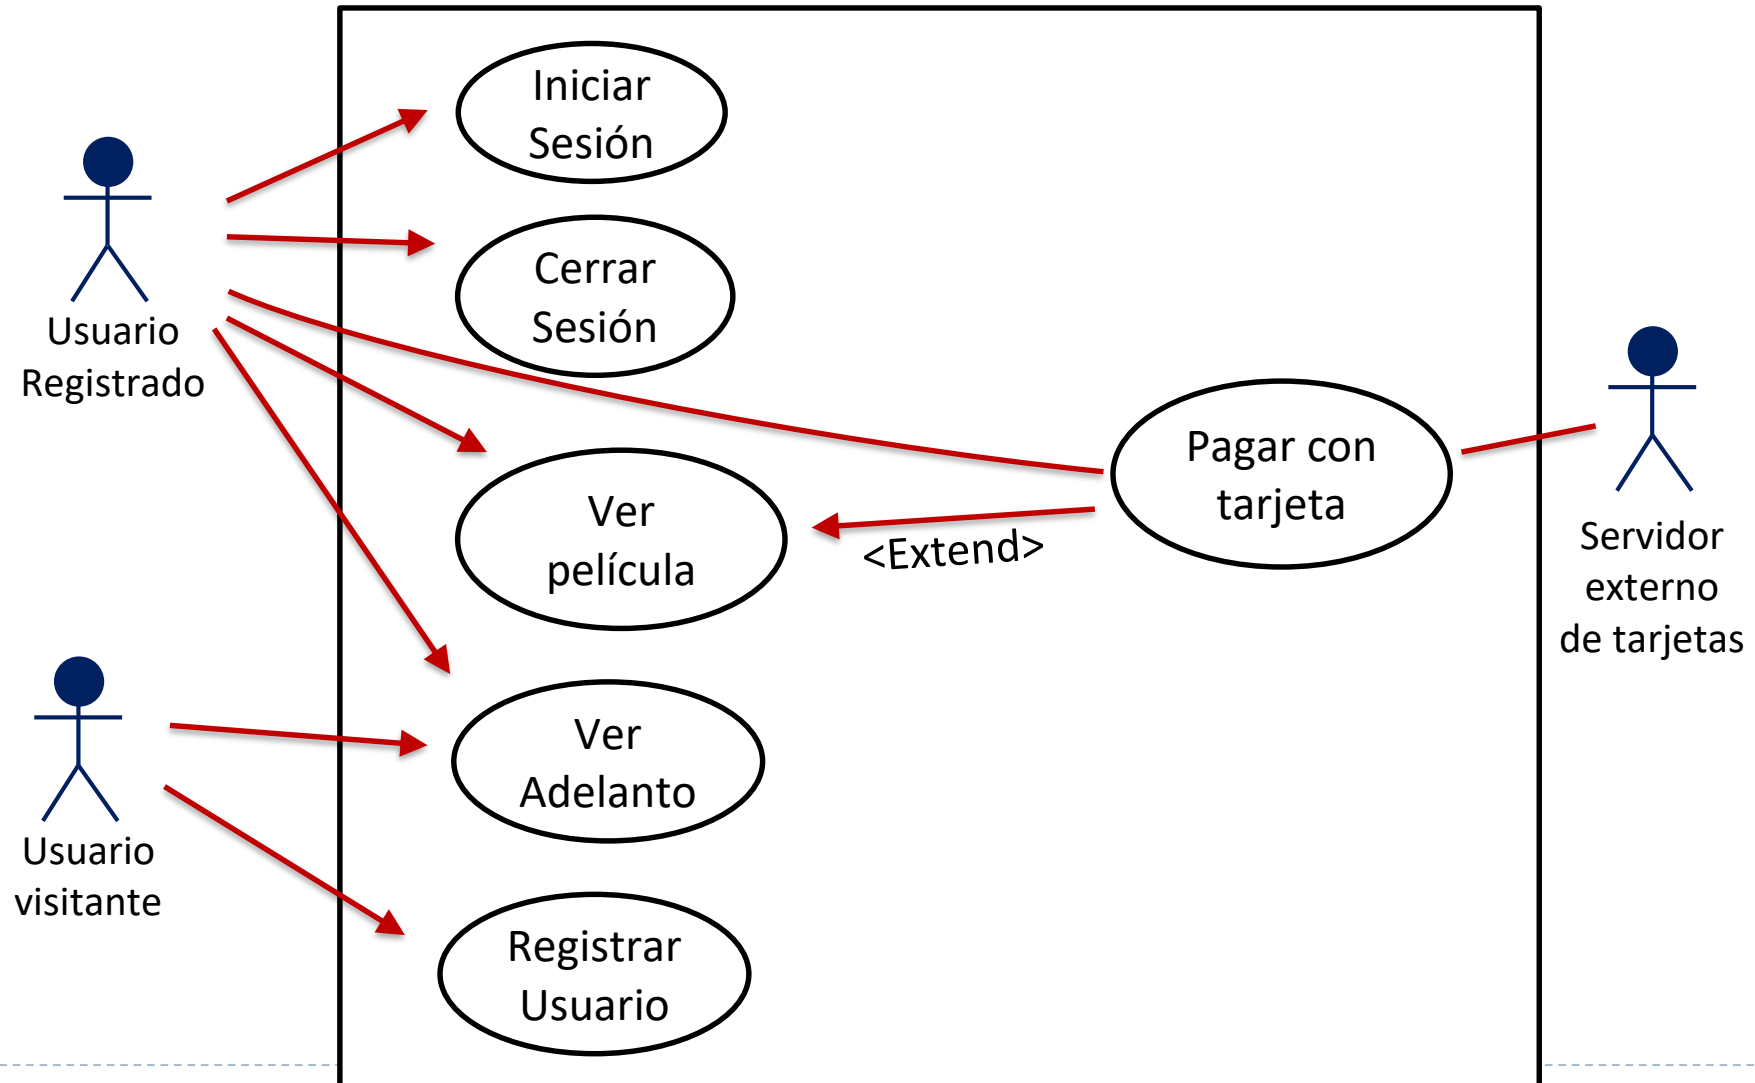 Iniciar
Sesión
Usuario
Registrado
Cerrar
Sesión
Pagar con
tarjeta
Ver
película
<Extend>
Servidor
externo
de tarjetas
Ver
Adelanto
Usuario
visitante
Registrar
Usuario